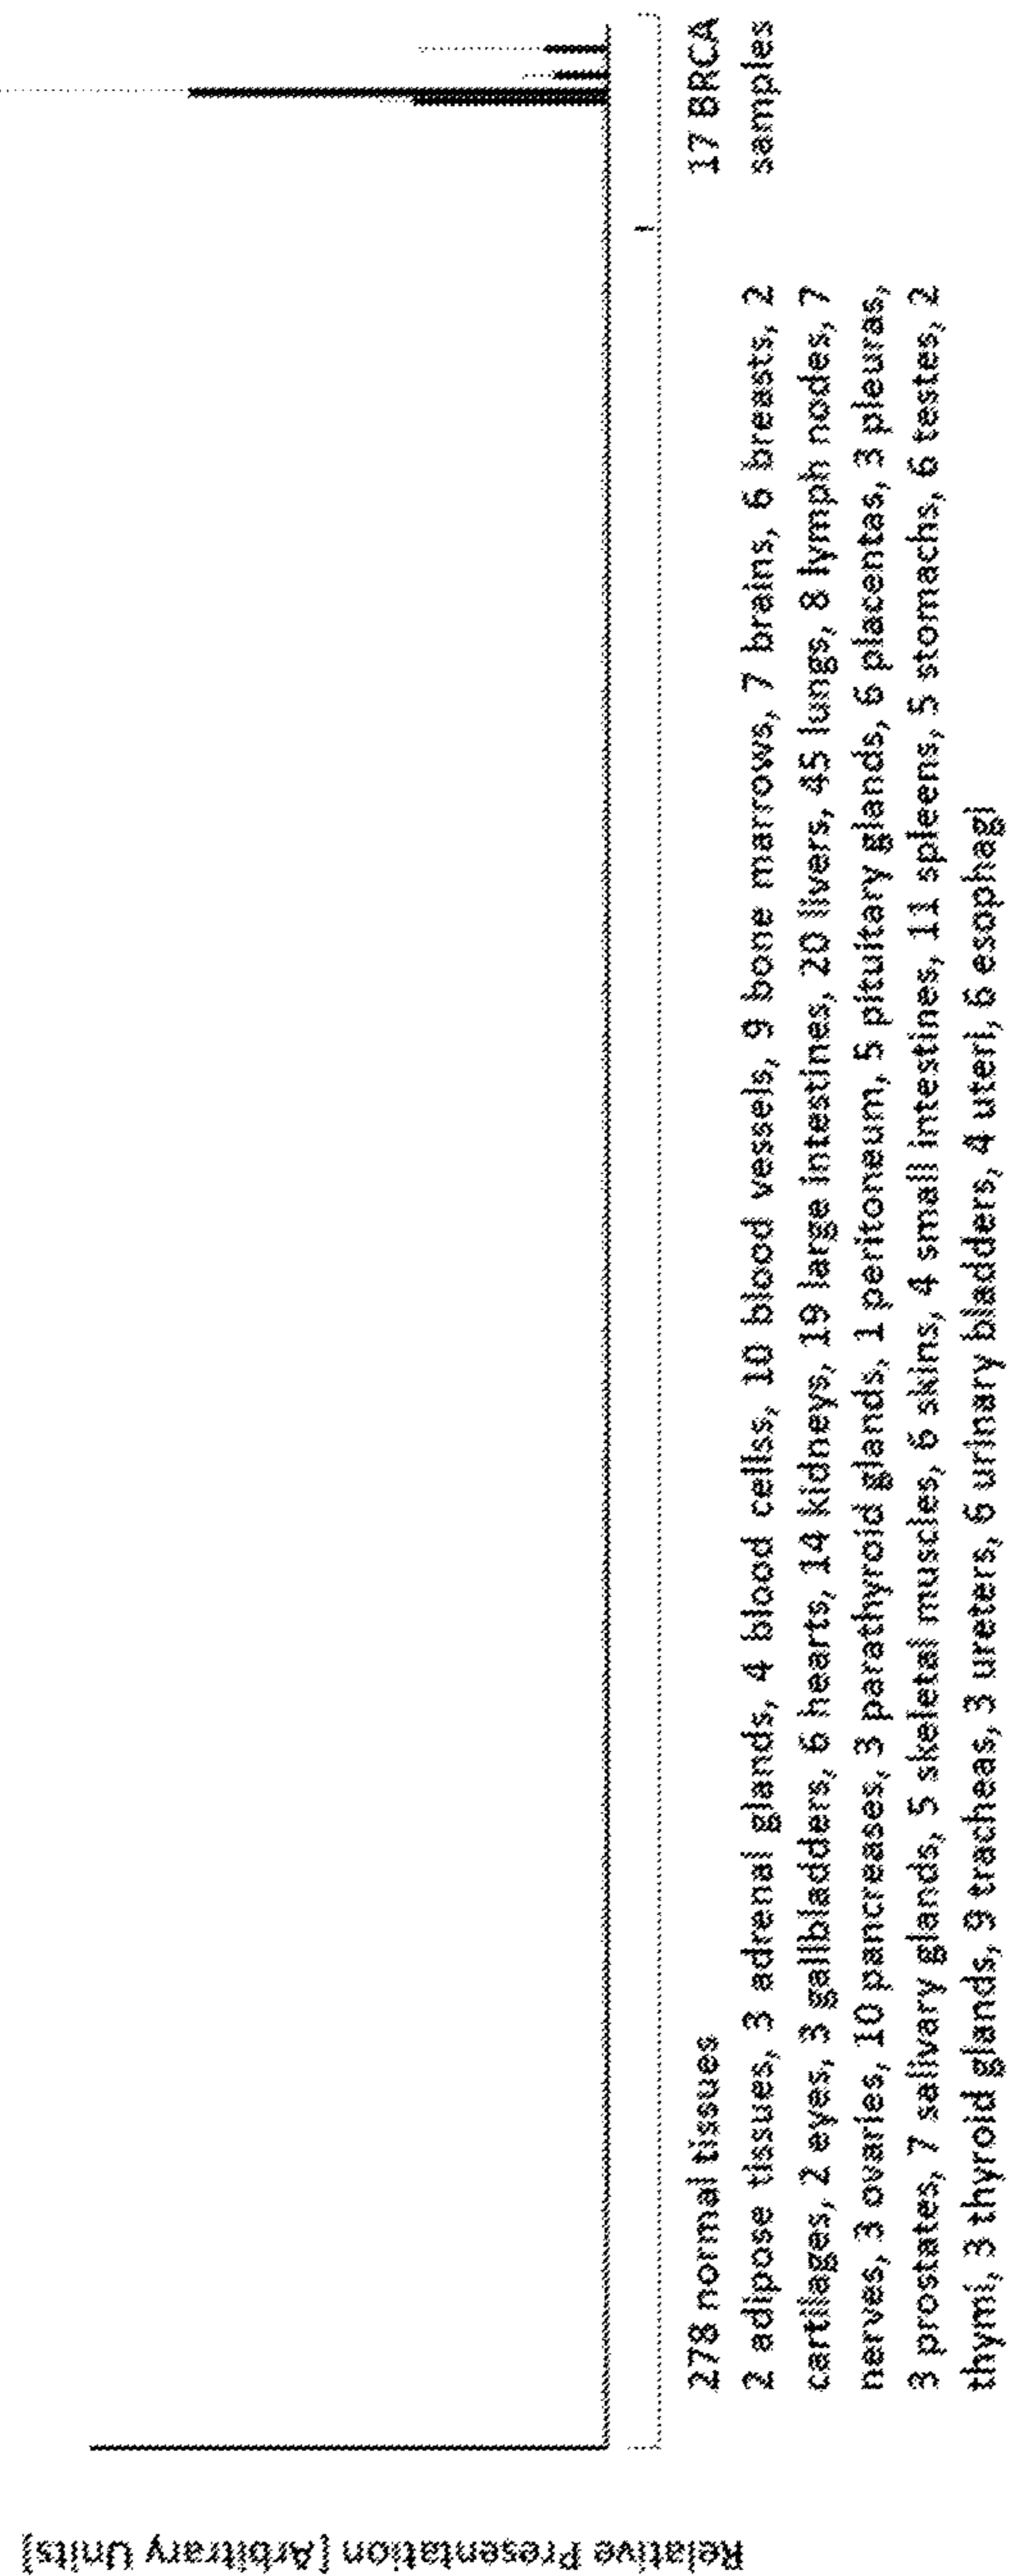 Relative Presentation [Arbitrary Units]
278 normal tissues
2 adipose tissues, 3 adrenal glands, 4 blood cellss, 10 blood vessels, 9 bone marrows, 7 brains, 6 breasts, 2
cartilages, 2 eyes, 3 gallbladders, 6 hearts, 14 kidneys, 19 large intestines, 20 livers, 45 lungs, 8 lymph nodes, 7
nerves, 3 ovaries, 10 pancreases, 3 parathyroid glands, 1 peritoneum, 5 pituitary glands, 6 placentas, 3 pleuras,
3 prostates, 7 salivary glands, 5 skeletal muscles, 6 skins, 4 small intestines, 11 spleens, 5 stomachs, 6 testes, 2
thymi, 3 thyroid glands, 9 tracheas, 3 ureters, 6 urinary bladders, 4 uteri, 6 esophagi
17 BRCA
samples